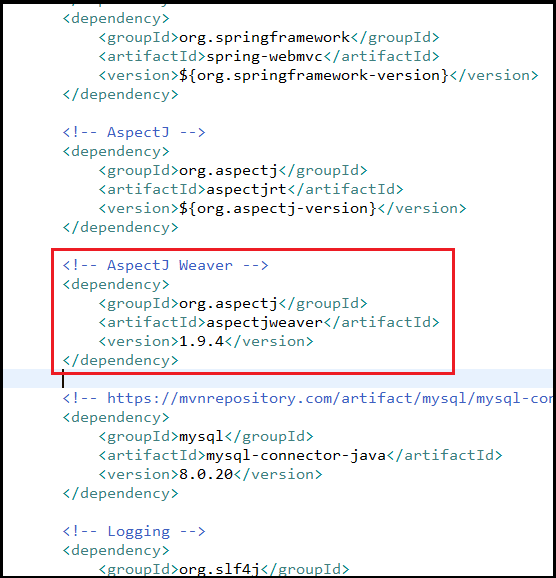 <dependency>
<groupId>org.springframework</groupId>
<artifactId>spring-webmvc</artifactId>
<version>${org.springframework-version}</version>
</dependency>
<!-- AspectJ -->
<dependency>
<groupId>org.aspectj</groupId>
<artifactId>aspectjrt</artifactId>
<version>${org.aspectj-version}</version>
</dependency>
<!-- AspectJ Weaver -->
<dependency>
<groupId>org.aspectj</groupId>
<artifactId>aspectjweaver</artifactId>
<version>1.9.4</version>
</dependency>
<!-- https://mvnrepository.com/artifact/mysql/mysql-con
<dependency>
<groupId>mysql</groupId>
<artifactId>mysql-connector-java</artifactId>
<version>8.0.20</version>
</dependency>
<!-- Logging -->
<dependency>
<groupId>org.slf4j</groupId>